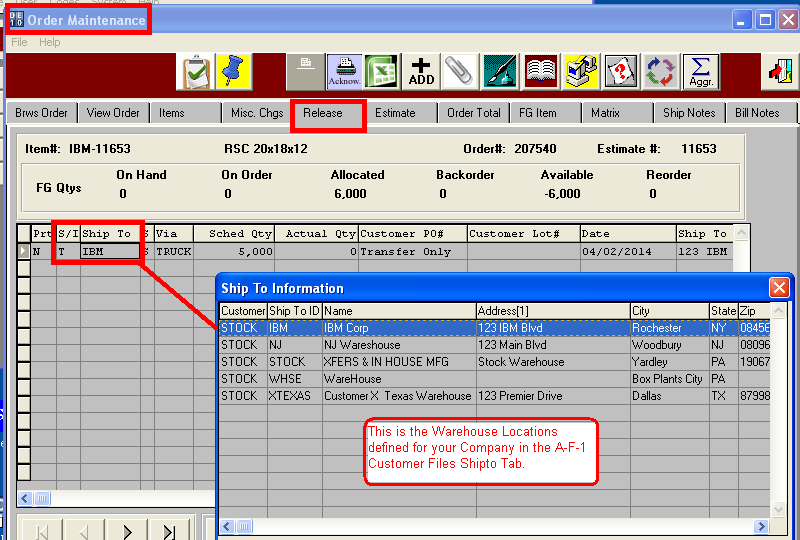 Order Maintenance
File Help
Acknow. ADD Aggr.
Brws Order View Order Items Misc. Chgs Release Estimate Order Total FG Item Matrix Ship Notes Bill Notes
Item#: IBM-11653 RSC 20x18x12 Order#: 207540 Estimate #: 11653
On Hand On Order Allocated Backorder Available Reorder
FG Qtys 0 0 6,000 0 -6,000 0
Prt S/I Ship To S Via Sched Qty Actual Qty Customer PO# Customer Lot# Date Ship To
N T IBM S TRUCK 5,000 0 Transfer Only 04/02/2014 123 IBM
Ship To Information
Customer Ship To ID Name Address[1] City State Zip
STOCK IBM IBM Corp 123 IBM Blvd Rochester NY 08456
STOCK NJ NJ Wareshouse 123 Main Blvd Woodbury NJ 08096
STOCK STOCK XFERS & IN HOUSE MFG Stock Warehouse Yardley PA 19067
STOCK WHSE WareHouse Box Plants City PA
STOCK XTEXAS Customer X Texas Warehouse 123 Premier Drive Dallas TX 87998
This is the Warehouse Locations
defined for your Company in the A-F-1
Customer Files Shipto Tab.